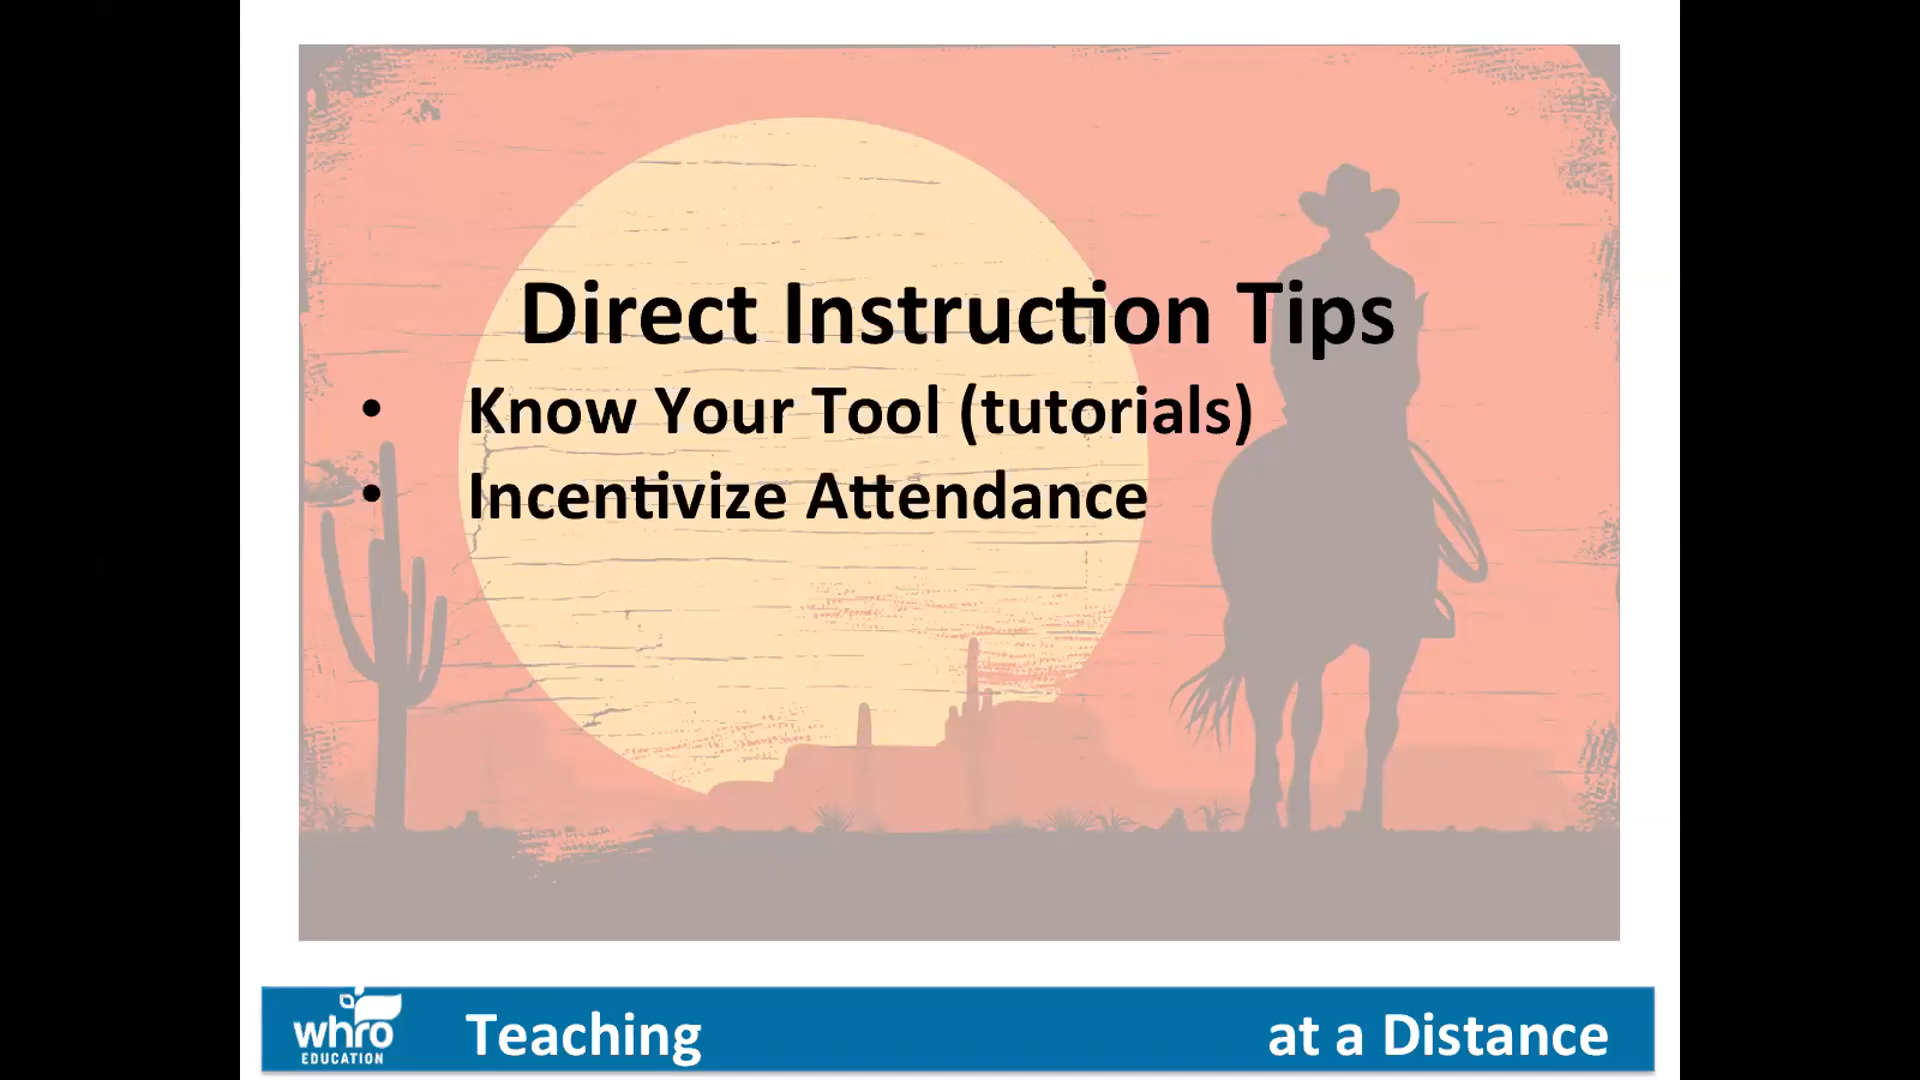 Direct Instruction Tips
• Know Your Tool (tutorials)
• Incentivize Attendance
whro
EDUCATION
Teaching at a Distance